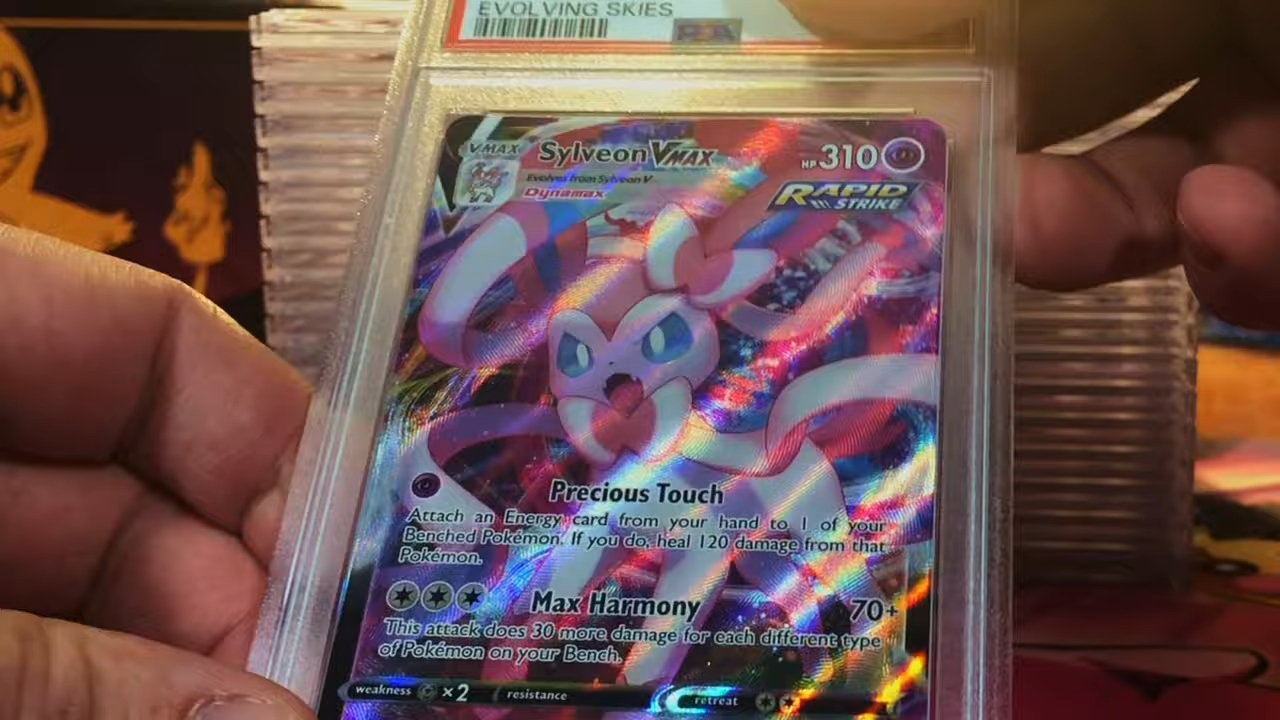 EVOLVING SKIES
PSA
VMAX Sylveon VMAX HP 310
Evolves from Sylveon V
Dynamax
RAPID
STRIKE
Precious Touch
Attach an Energy card from your hand to 1 of your
Benched Pokémon. If you do, heal 120 damage from that
Pokémon.
Max Harmony 70+
This attack does 30 more damage for each different type
of Pokémon on your Bench.
weakness ×2 resistance retreat